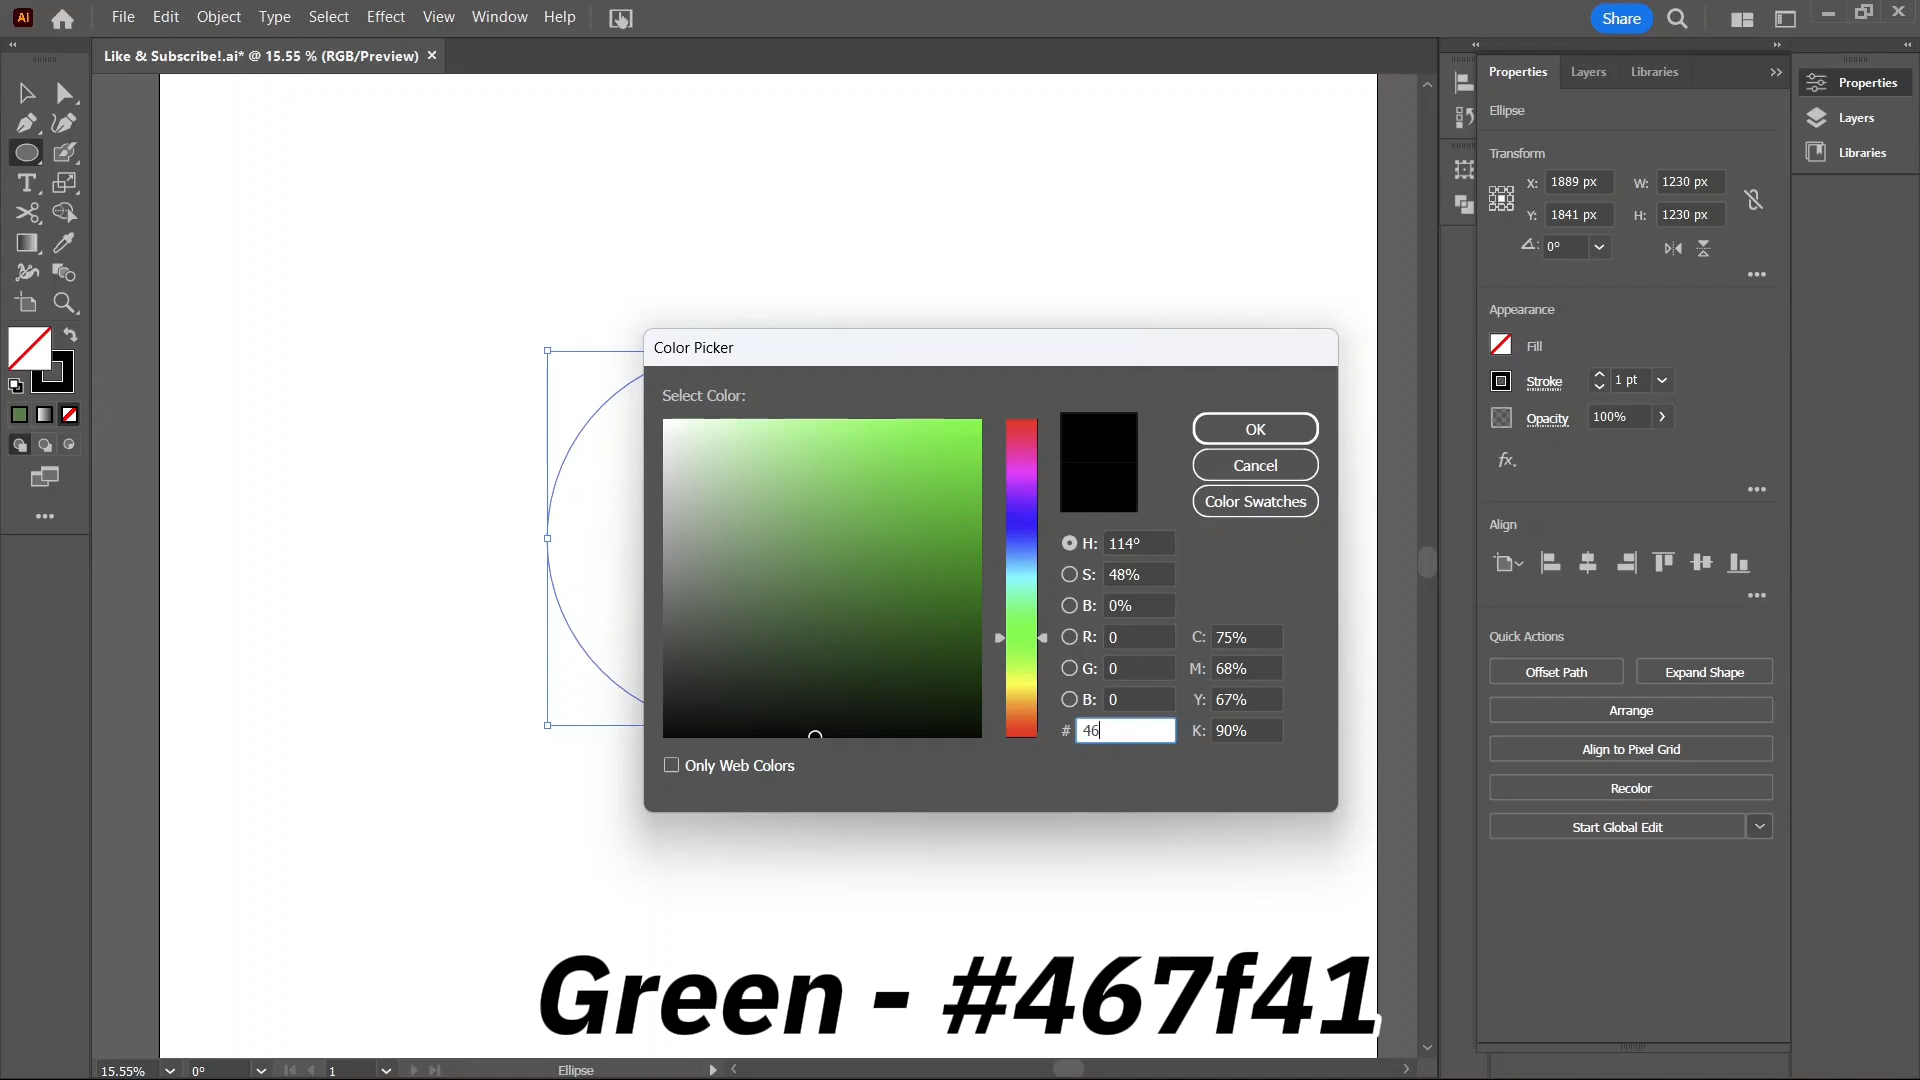 Ai File Edit Object Type Select Effect View Window Help Share
Like & Subscribe!.ai* @ 15.55 % (RGB/Preview) ×
Properties Layers Libraries
Ellipse
Transform
X: 1889 px W: 1230 px
Y: 1841 px H: 1230 px
0°
Appearance
Fill
Stroke 1 pt
Opacity 100%
fx.
Align
Quick Actions
Offset Path Expand Shape
Arrange
Align to Pixel Grid
Recolor
Start Global Edit
Properties
Layers
Libraries
Color Picker
Select Color:
OK
Cancel
Color Swatches
H: 114°
S: 48%
B: 0%
R: 0 C: 75%
G: 0 M: 68%
B: 0 Y: 67%
# 46 K: 90%
Only Web Colors
Green - #467f41
15.55% 0° 1 Ellipse